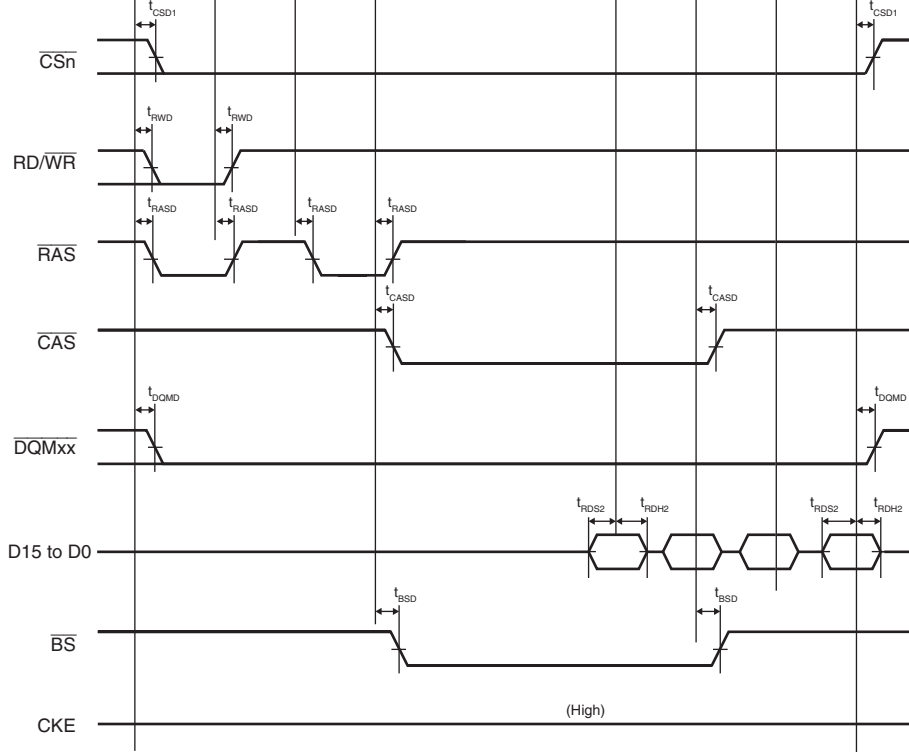 tCSD1 tCSD1
CSn
tRWD tRWD
RD/WR
tRASD tRASD tRASD tRASD
RAS
tCASD tCASD
CAS
tDQMD tDQMD
DQMxx
tRDS2 tRDH2 tRDS2 tRDH2
D15 to D0
tBSD tBSD
BS
(High)
CKE